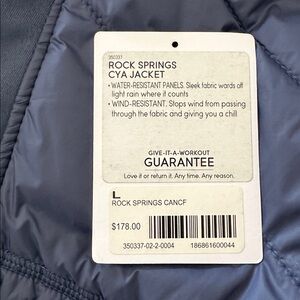 350337
ROCK SPRINGS
CYA JACKET
• WATER-RESISTANT PANELS. Sleek fabric wards off
light rain where it counts
• WIND-RESISTANT. Stops wind from passing
through the fabric and giving you a chill
GIVE-IT-A-WORKOUT
GUARANTEE
Love it or return it. Any time. Any reason.
L
ROCK SPRINGS CANCF
$178.00
350337-02-2-0004
186861600044